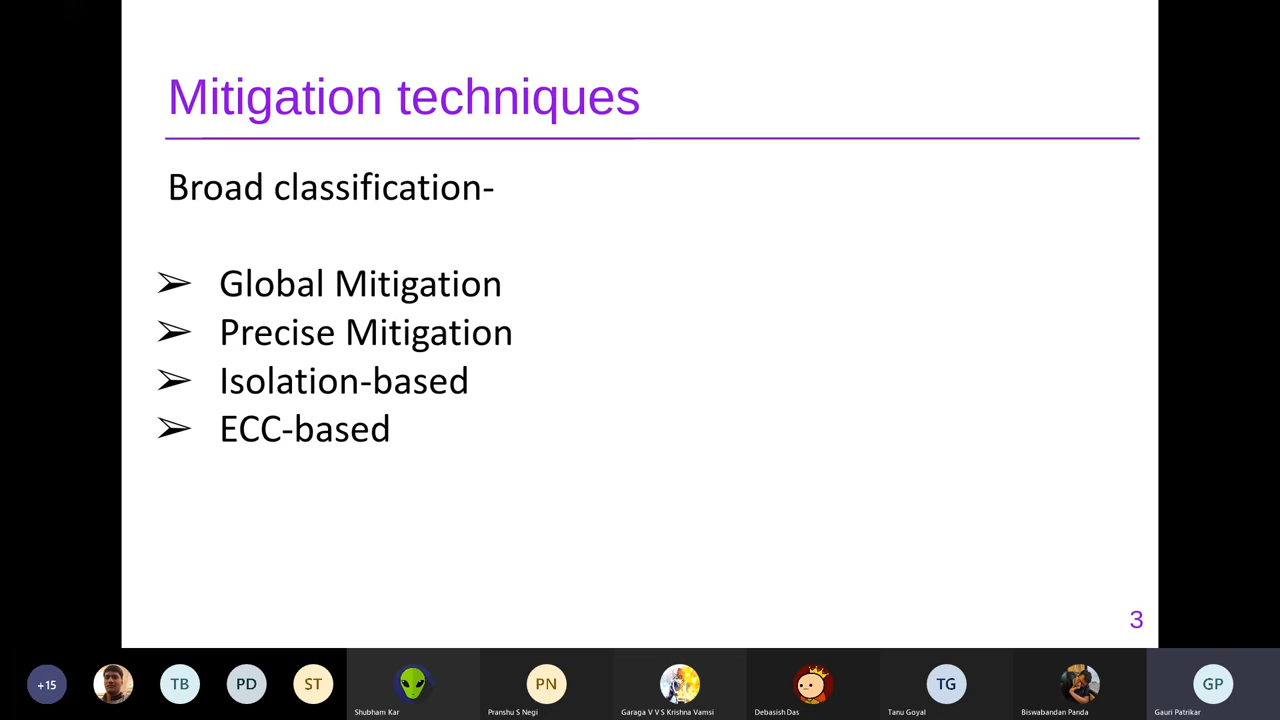 Mitigation techniques
Broad classification-
➢ Global Mitigation
➢ Precise Mitigation
➢ Isolation-based
➢ ECC-based
3
+15
TB
PD
ST
PN
TG
GP
Shubham Kar
Pranshu S Negi
Garaga V V S Krishna Vamsi
Debasish Das
Tanu Goyal
Biswabandan Panda
Gauri Patrikar